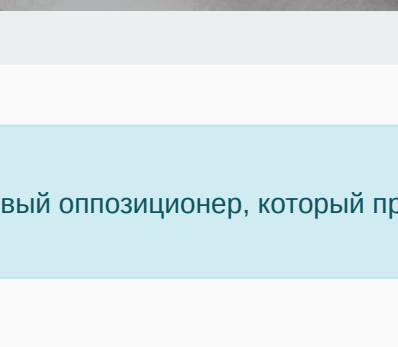 вый оппозиционер, который пр